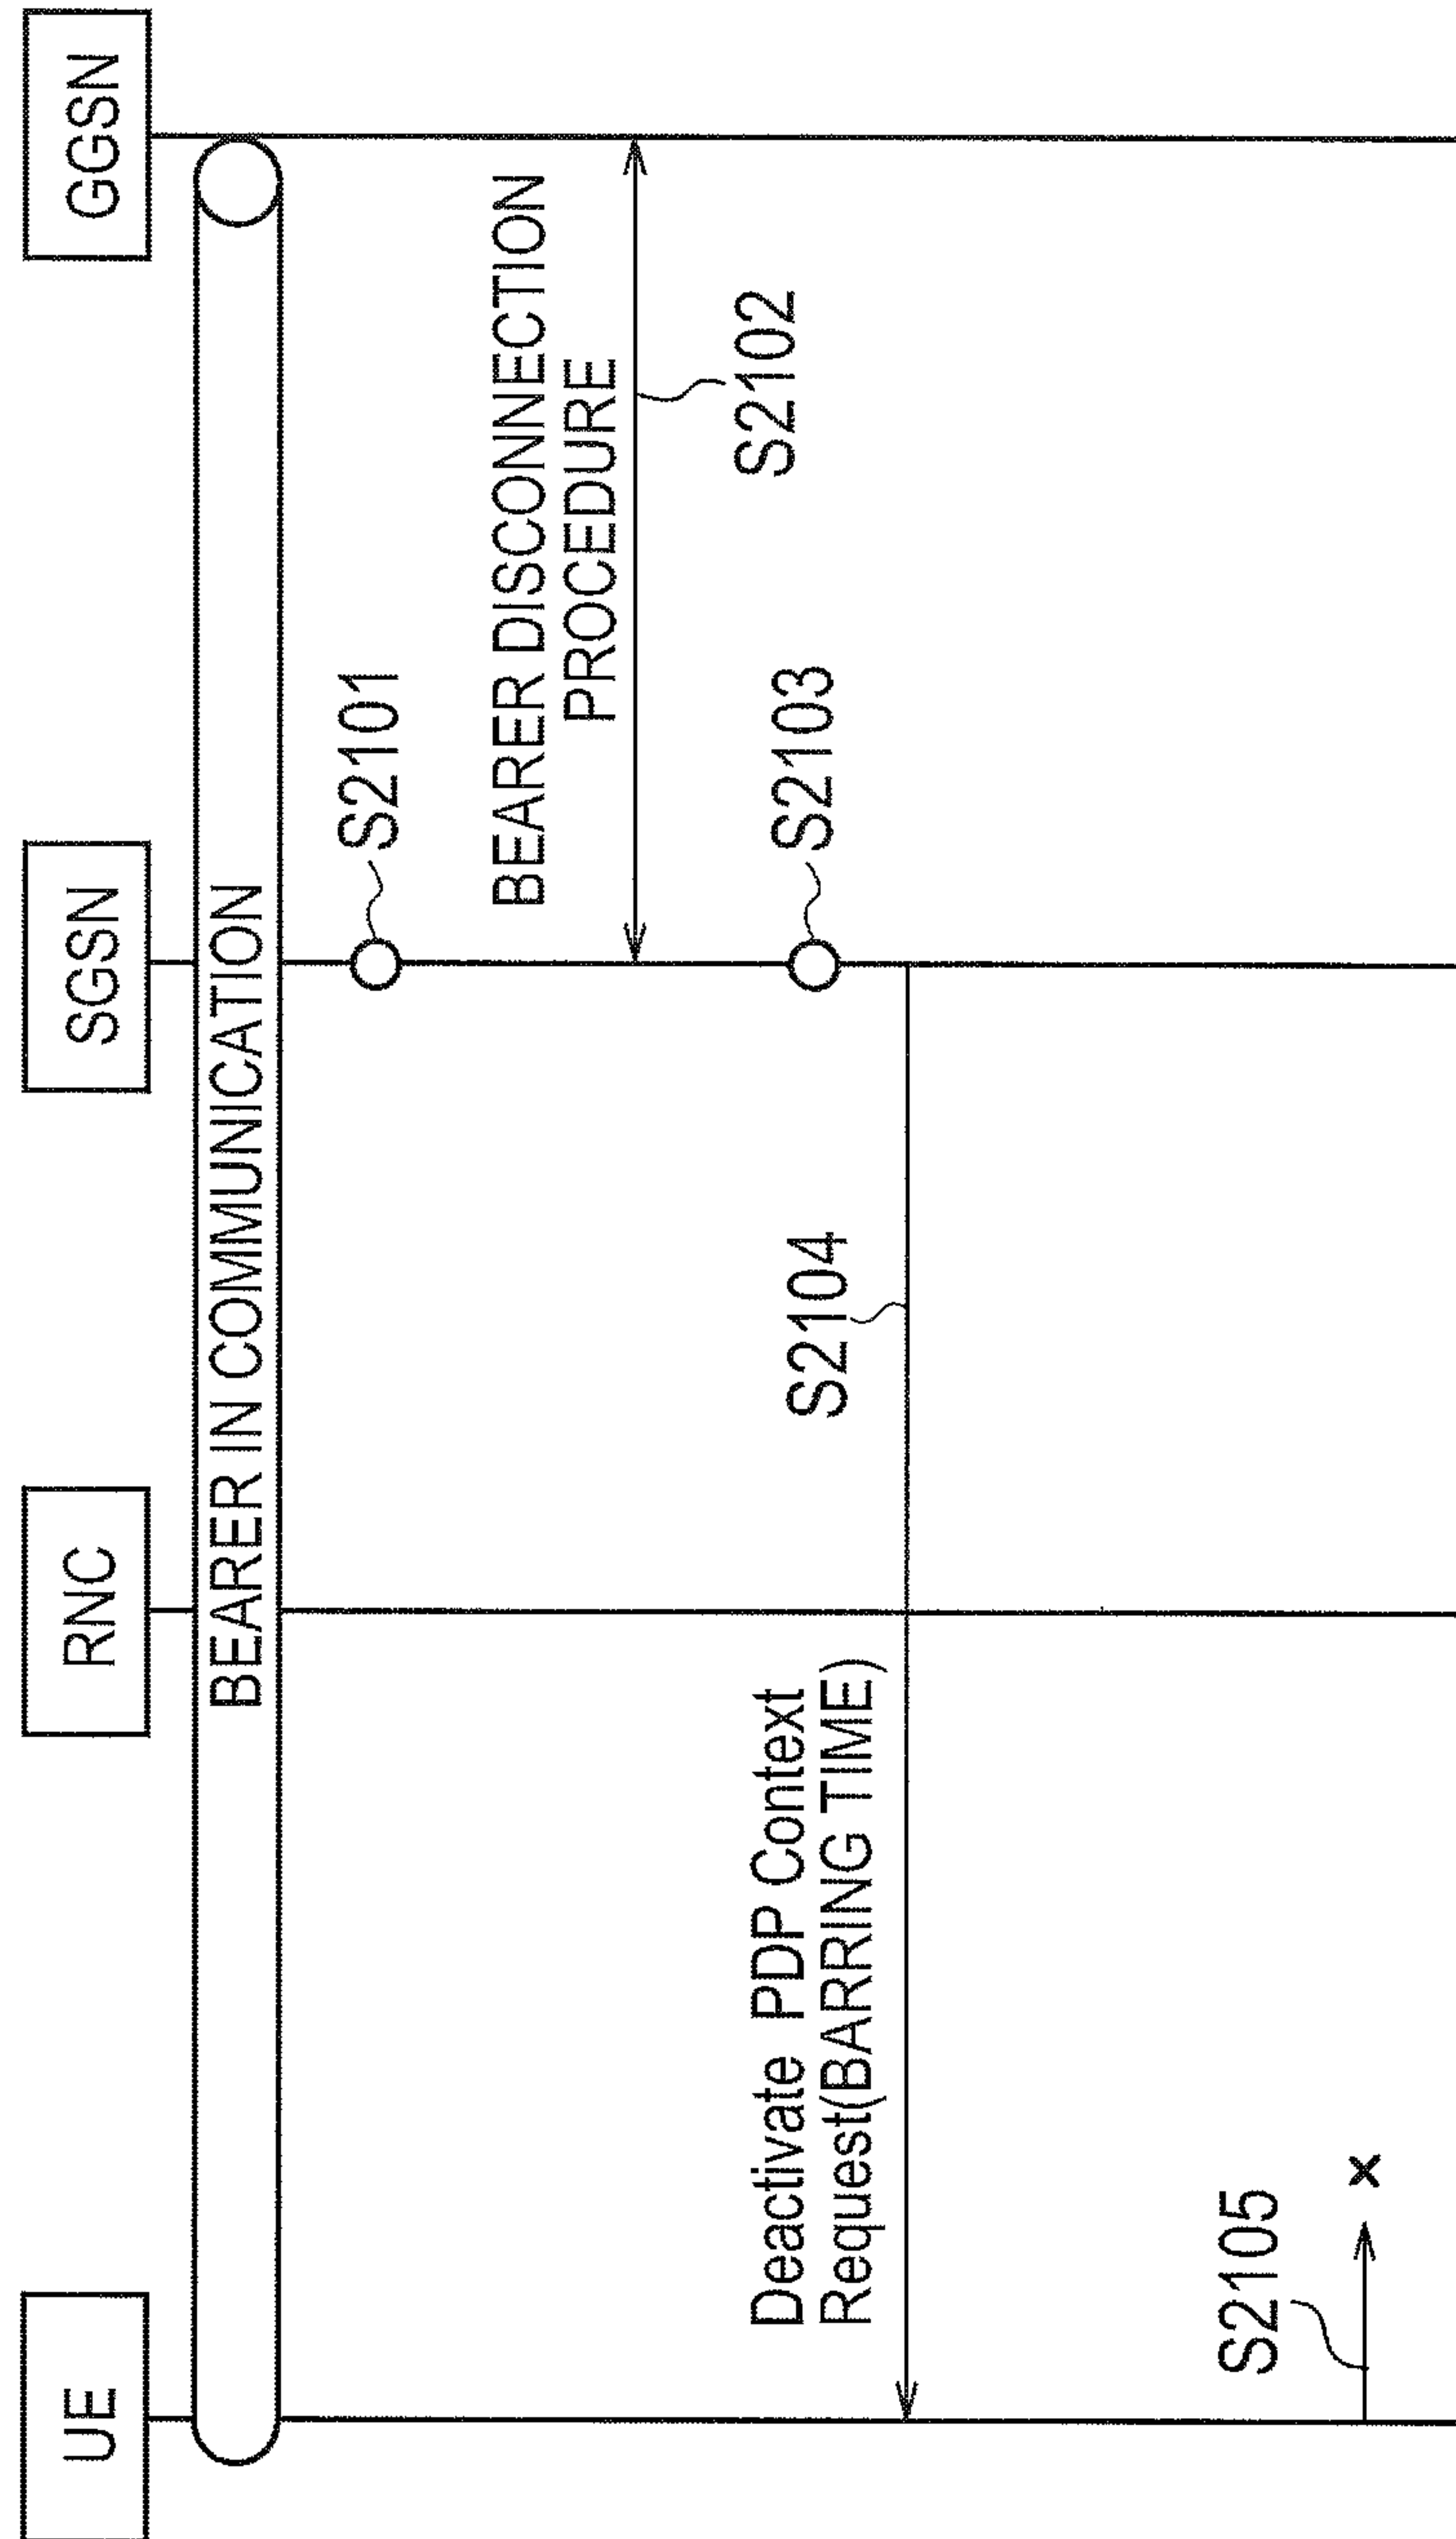 UE
RNC
SGSN
GGSN
BEARER IN COMMUNICATION
S2101
BEARER DISCONNECTION
PROCEDURE
S2102
S2103
S2104
Deactivate PDP Context
Request(BARRING TIME)
S2105
x